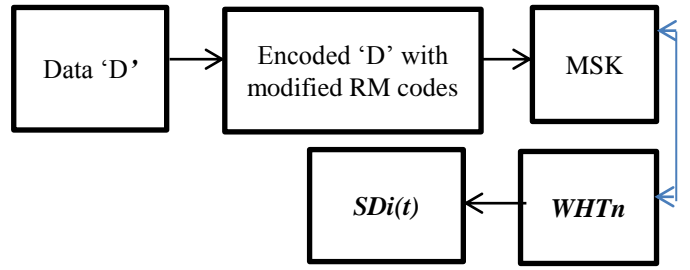 Data ‘D’
Encoded ‘D’ with
modified RM codes
MSK
SDi(t)
WHTn